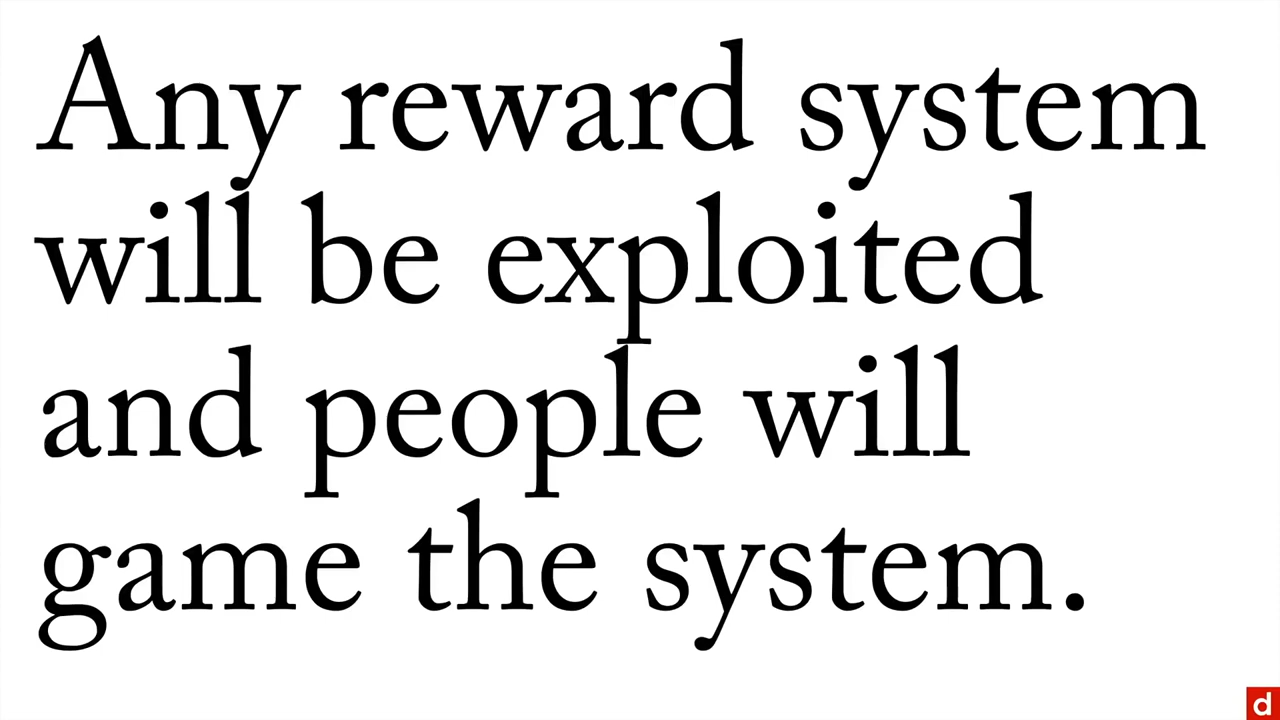 Any reward system
will be exploited
and people will
game the system.
d